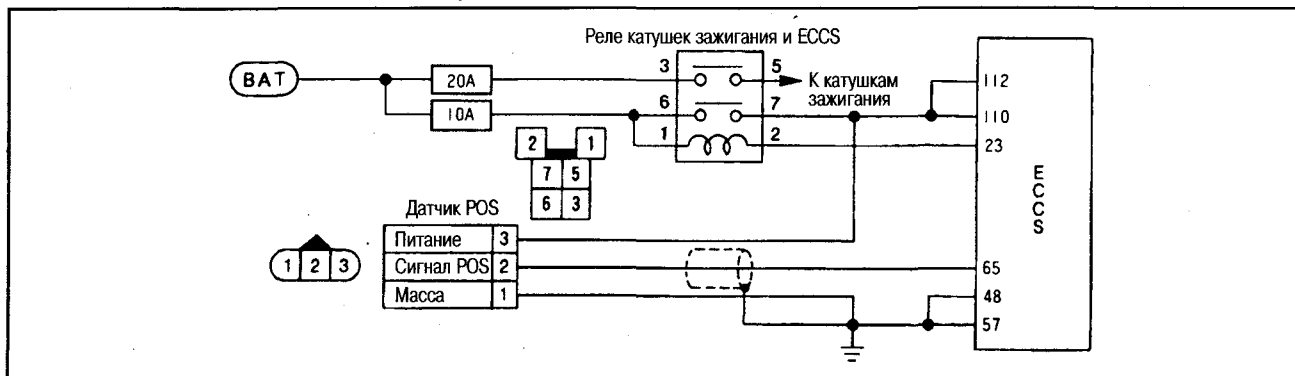 Реле катушек зажигания и ECCS
BAT
20A
10A
3
5
К катушкам
зажигания
6
7
1
2
112
110
23
ECCS
2 1
7 5
6 3
Датчик POS
Питание 3
Сигнал POS 2
Масса 1
1 2 3
65
48
57